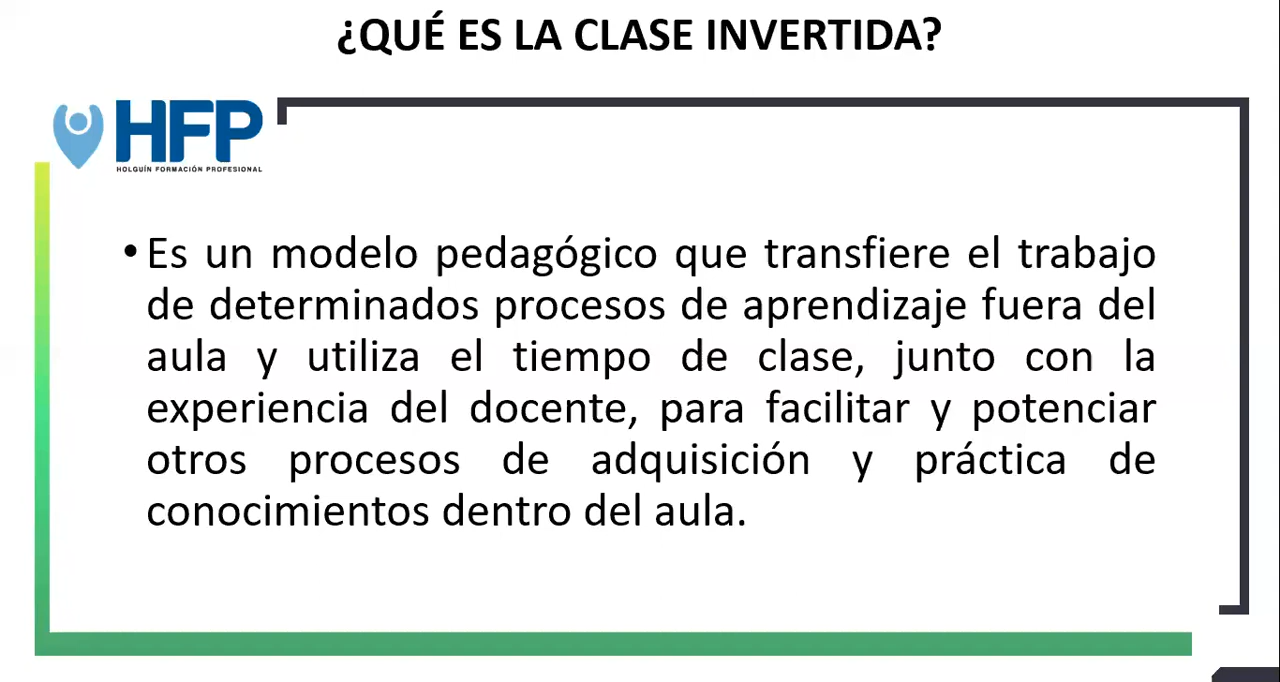 ¿QUÉ ES LA CLASE INVERTIDA?
HFP
HOLGUÍN FORMACIÓN PROFESIONAL
• Es un modelo pedagógico que transfiere el trabajo
de determinados procesos de aprendizaje fuera del
aula y utiliza el tiempo de clase, junto con la
experiencia del docente, para facilitar y potenciar
otros procesos de adquisición y práctica de
conocimientos dentro del aula.